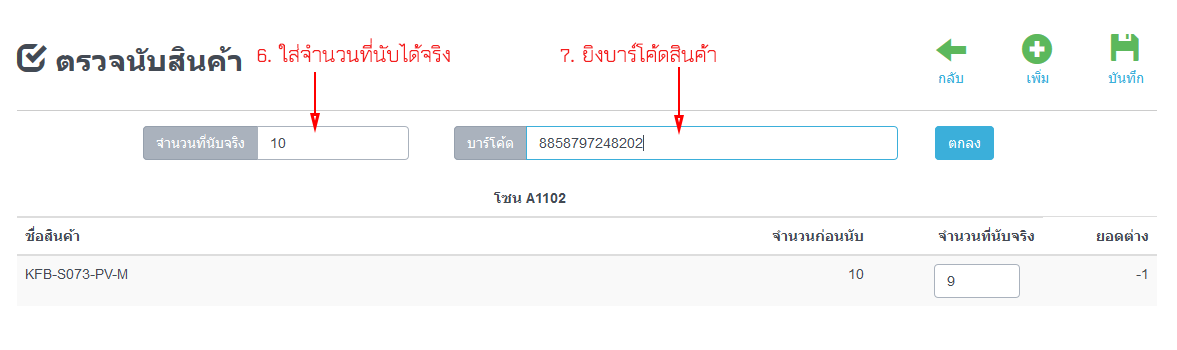 ตรวจนับสินค้า
6. ใส่จำนวนที่นับได้จริง
7. ยิงบาร์โค้ดสินค้า
กลับ
เพิ่ม
บันทึก
จำนวนที่นับจริง 10
บาร์โค้ด 8858797248202
ตกลง
โซน A1102
ชื่อสินค้า จำนวนก่อนนับ จำนวนที่นับจริง ยอดต่าง
KFB-S073-PV-M 10 9 -1